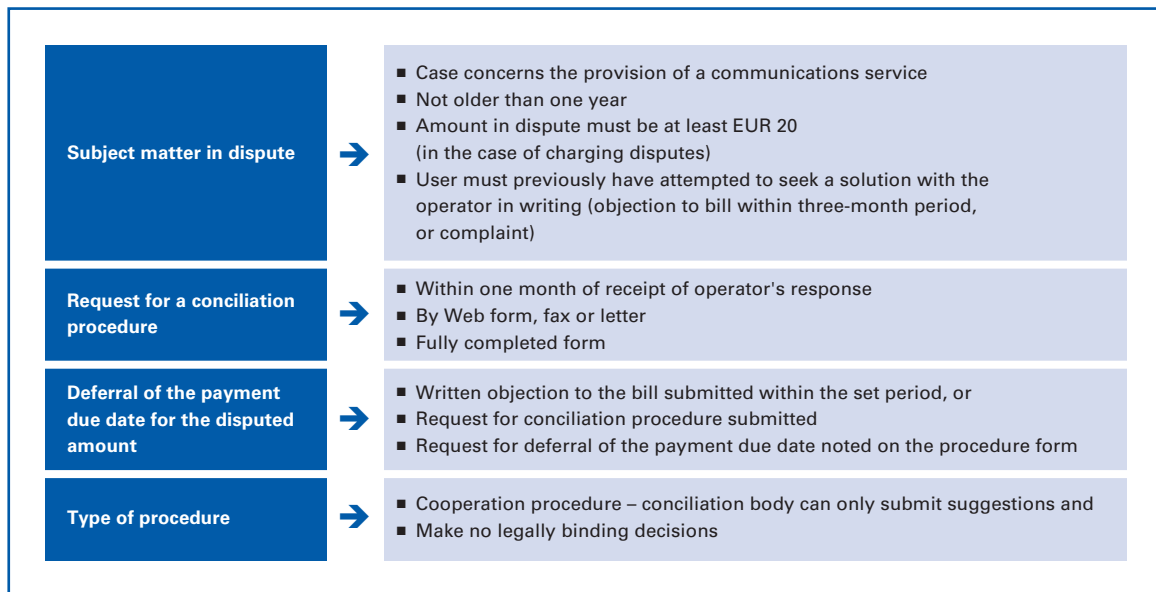 Subject matter in dispute
■ Case concerns the provision of a communications service
■ Not older than one year
■ Amount in dispute must be at least EUR 20
(in the case of charging disputes)
■ User must previously have attempted to seek a solution with the
operator in writing (objection to bill within three-month period,
or complaint)
Request for a conciliation
procedure
■ Within one month of receipt of operator's response
■ By Web form, fax or letter
■ Fully completed form
Deferral of the payment
due date for the disputed
amount
■ Written objection to the bill submitted within the set period, or
■ Request for conciliation procedure submitted
■ Request for deferral of the payment due date noted on the procedure form
Type of procedure
■ Cooperation procedure – conciliation body can only submit suggestions and
■ Make no legally binding decisions